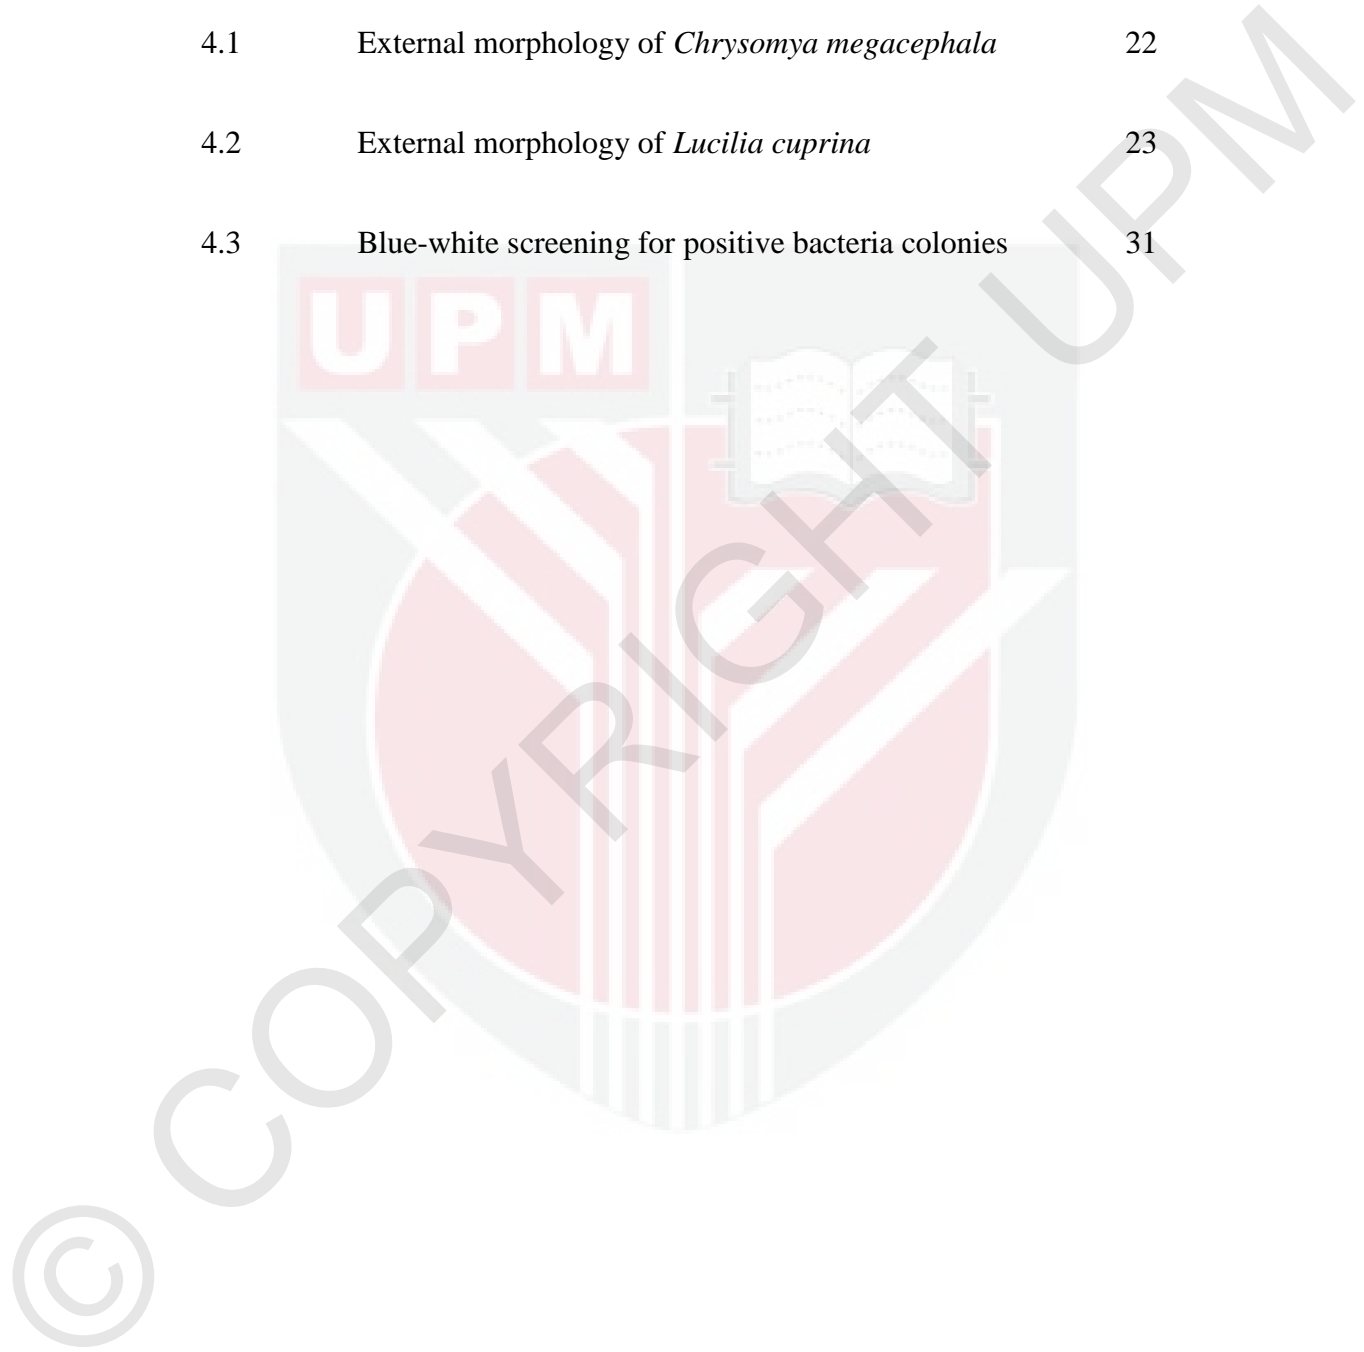 4.1 External morphology of Chrysomya megacephala 22
4.2 External morphology of Lucilia cuprina 23
4.3 Blue-white screening for positive bacteria colonies 31
UPM
© COPYRIGHT UPM